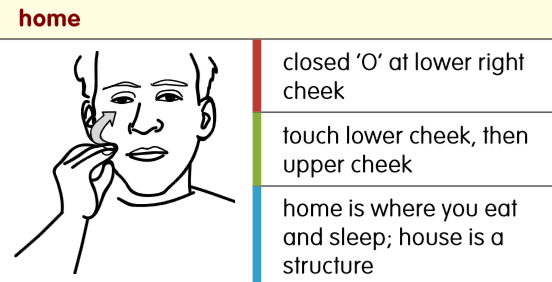 home
closed ‘O’ at lower right
cheek
touch lower cheek, then
upper cheek
home is where you eat
and sleep; house is a
structure